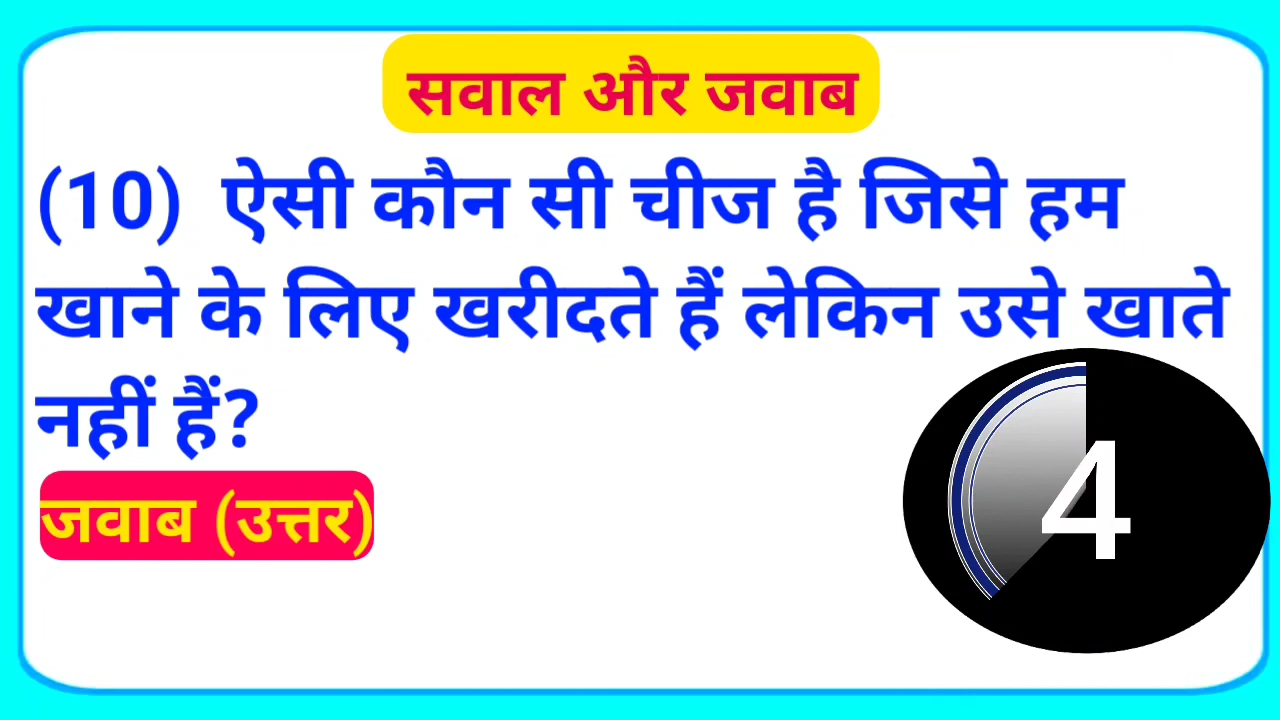 सवाल और जवाब
(10) ऐसी कौन सी चीज है जिसे हम
खाने के लिए खरीदते हैं लेकिन उसे खाते
नहीं हैं?
जवाब (उत्तर)
4